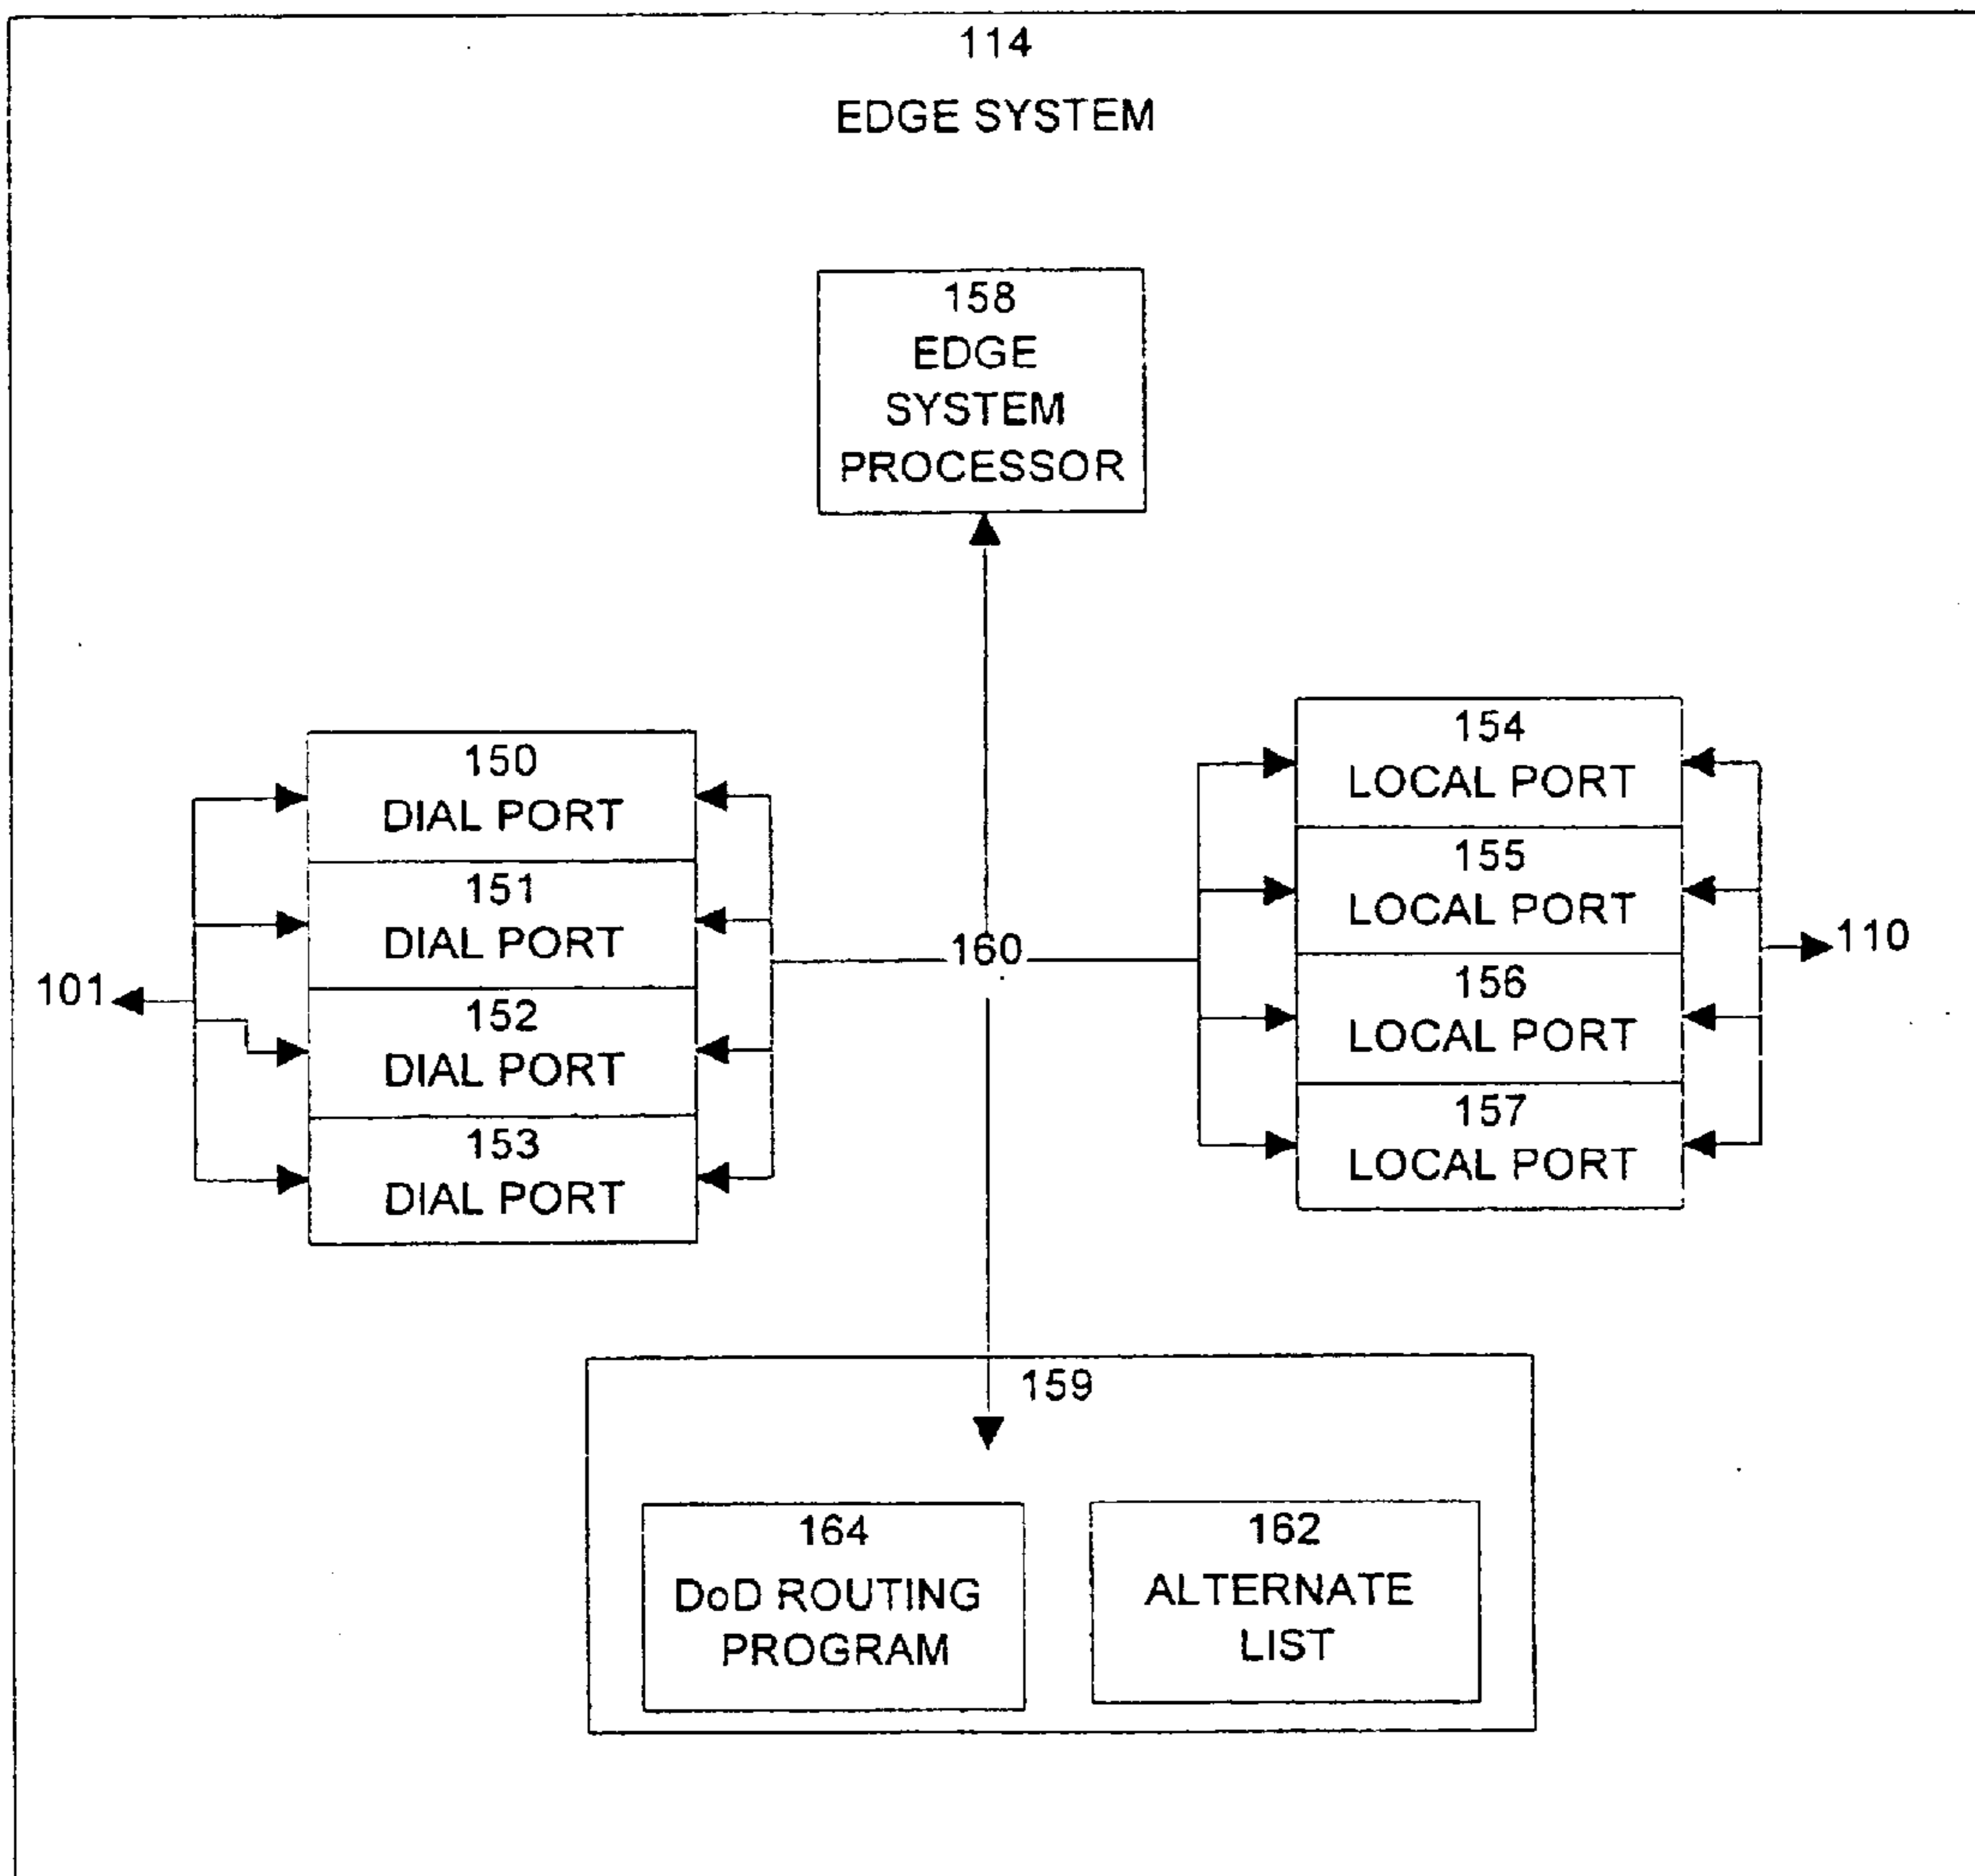 114
EDGE SYSTEM
158
EDGE
SYSTEM
PROCESSOR
150
DIAL PORT
151
DIAL PORT
152
DIAL PORT
153
DIAL PORT
101
160
154
LOCAL PORT
155
LOCAL PORT
156
LOCAL PORT
157
LOCAL PORT
110
159
164
DoD ROUTING
PROGRAM
162
ALTERNATE
LIST